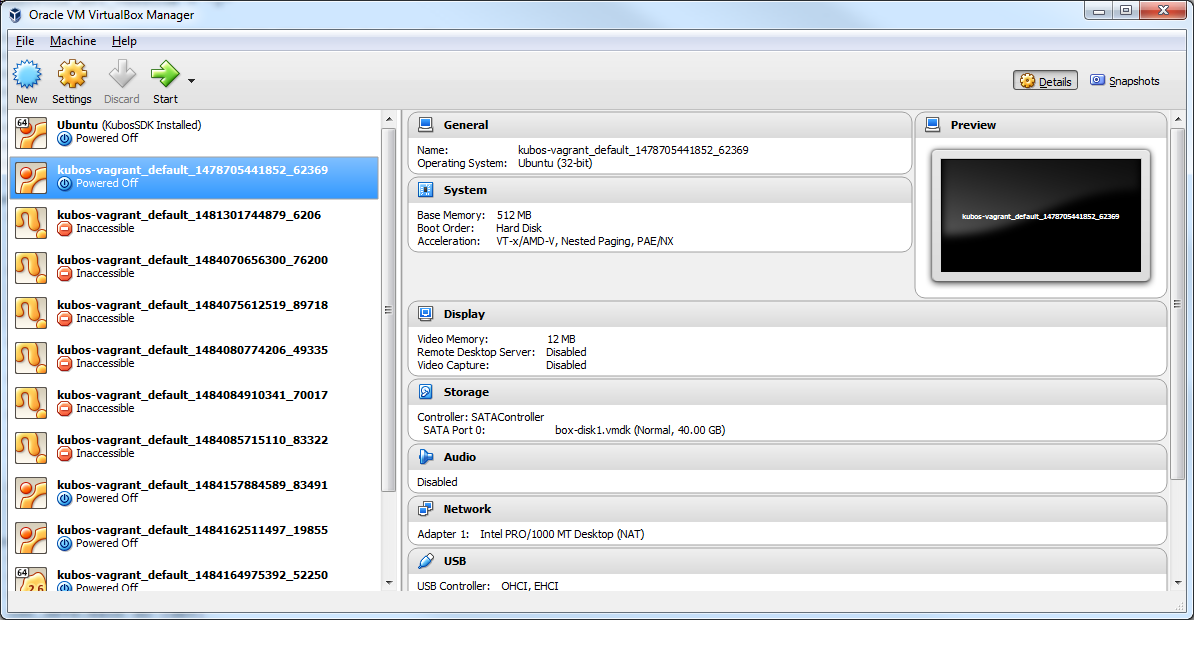 Oracle VM VirtualBox Manager
File Machine Help
New Settings Discard Start
Details Snapshots
64
Ubuntu (KubosSDK Installed)
Powered Off
kubos-vagrant_default_1478705441852_62369
Powered Off
kubos-vagrant_default_1481301744879_6206
Inaccessible
kubos-vagrant_default_1484070656300_76200
Inaccessible
kubos-vagrant_default_1484075612519_89718
Inaccessible
kubos-vagrant_default_1484080774206_49335
Inaccessible
kubos-vagrant_default_1484084910341_70017
Inaccessible
kubos-vagrant_default_1484085715110_83322
Inaccessible
kubos-vagrant_default_1484157884589_83491
Powered Off
kubos-vagrant_default_1484162511497_19855
Powered Off
64
2.6
kubos-vagrant_default_1484164975392_52250
Powered Off
General
Name: kubos-vagrant_default_1478705441852_62369
Operating System: Ubuntu (32-bit)
System
Base Memory: 512 MB
Boot Order: Hard Disk
Acceleration: VT-x/AMD-V, Nested Paging, PAE/NX
Preview
kubos-vagrant_default_1478705441852_62369
Display
Video Memory: 12 MB
Remote Desktop Server: Disabled
Video Capture: Disabled
Storage
Controller: SATAController
SATA Port 0: box-disk1.vmdk (Normal, 40.00 GB)
Audio
Disabled
Network
Adapter 1: Intel PRO/1000 MT Desktop (NAT)
USB
USB Controller: OHCI, EHCI